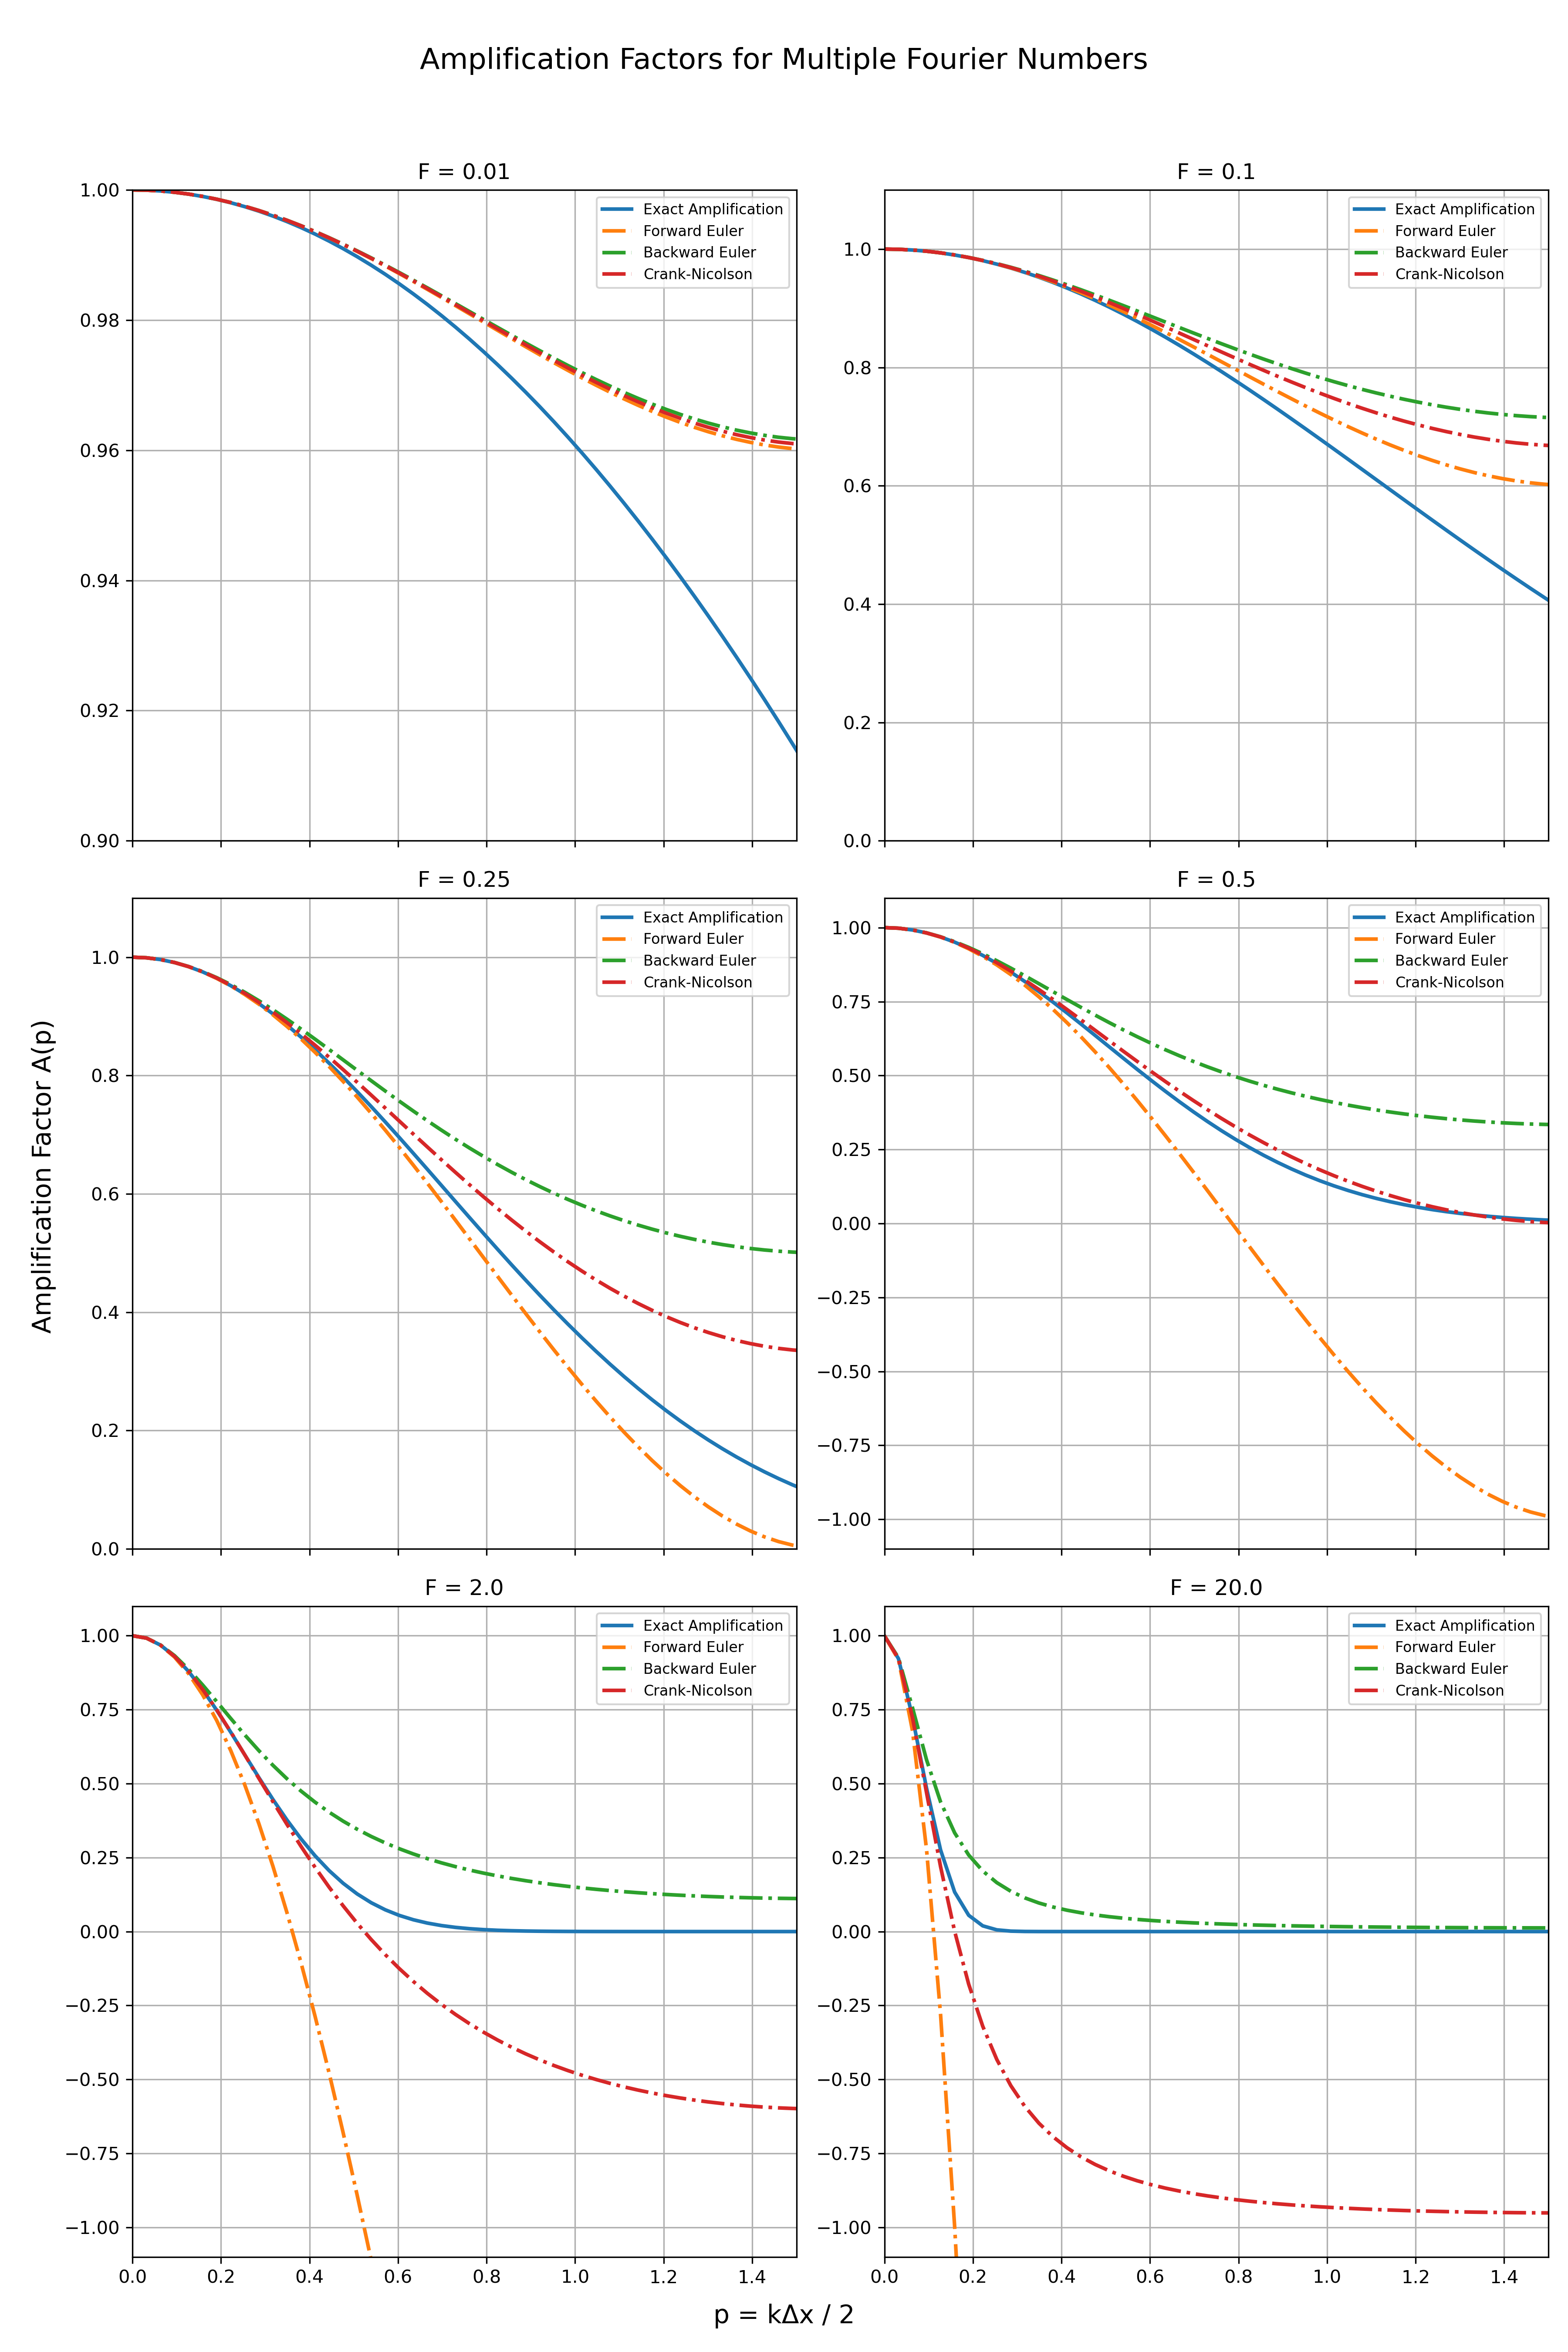 Amplification Factors for Multiple Fourier Numbers
F = 0.01
1.00
0.98
0.96
0.94
0.92
0.90
Exact Amplification
Forward Euler
Backward Euler
Crank-Nicolson
F = 0.1
1.0
0.8
0.6
0.4
0.2
0.0
Exact Amplification
Forward Euler
Backward Euler
Crank-Nicolson
Amplification Factor A(p)
F = 0.25
1.0
0.8
0.6
0.4
0.2
0.0
Exact Amplification
Forward Euler
Backward Euler
Crank-Nicolson
F = 0.5
1.00
0.75
0.50
0.25
0.00
−0.25
−0.50
−0.75
−1.00
Exact Amplification
Forward Euler
Backward Euler
Crank-Nicolson
F = 2.0
1.00
0.75
0.50
0.25
0.00
−0.25
−0.50
−0.75
−1.00
Exact Amplification
Forward Euler
Backward Euler
Crank-Nicolson
0.0 0.2 0.4 0.6 0.8 1.0 1.2 1.4
F = 20.0
1.00
0.75
0.50
0.25
0.00
−0.25
−0.50
−0.75
−1.00
Exact Amplification
Forward Euler
Backward Euler
Crank-Nicolson
0.0 0.2 0.4 0.6 0.8 1.0 1.2 1.4
p = kΔx / 2